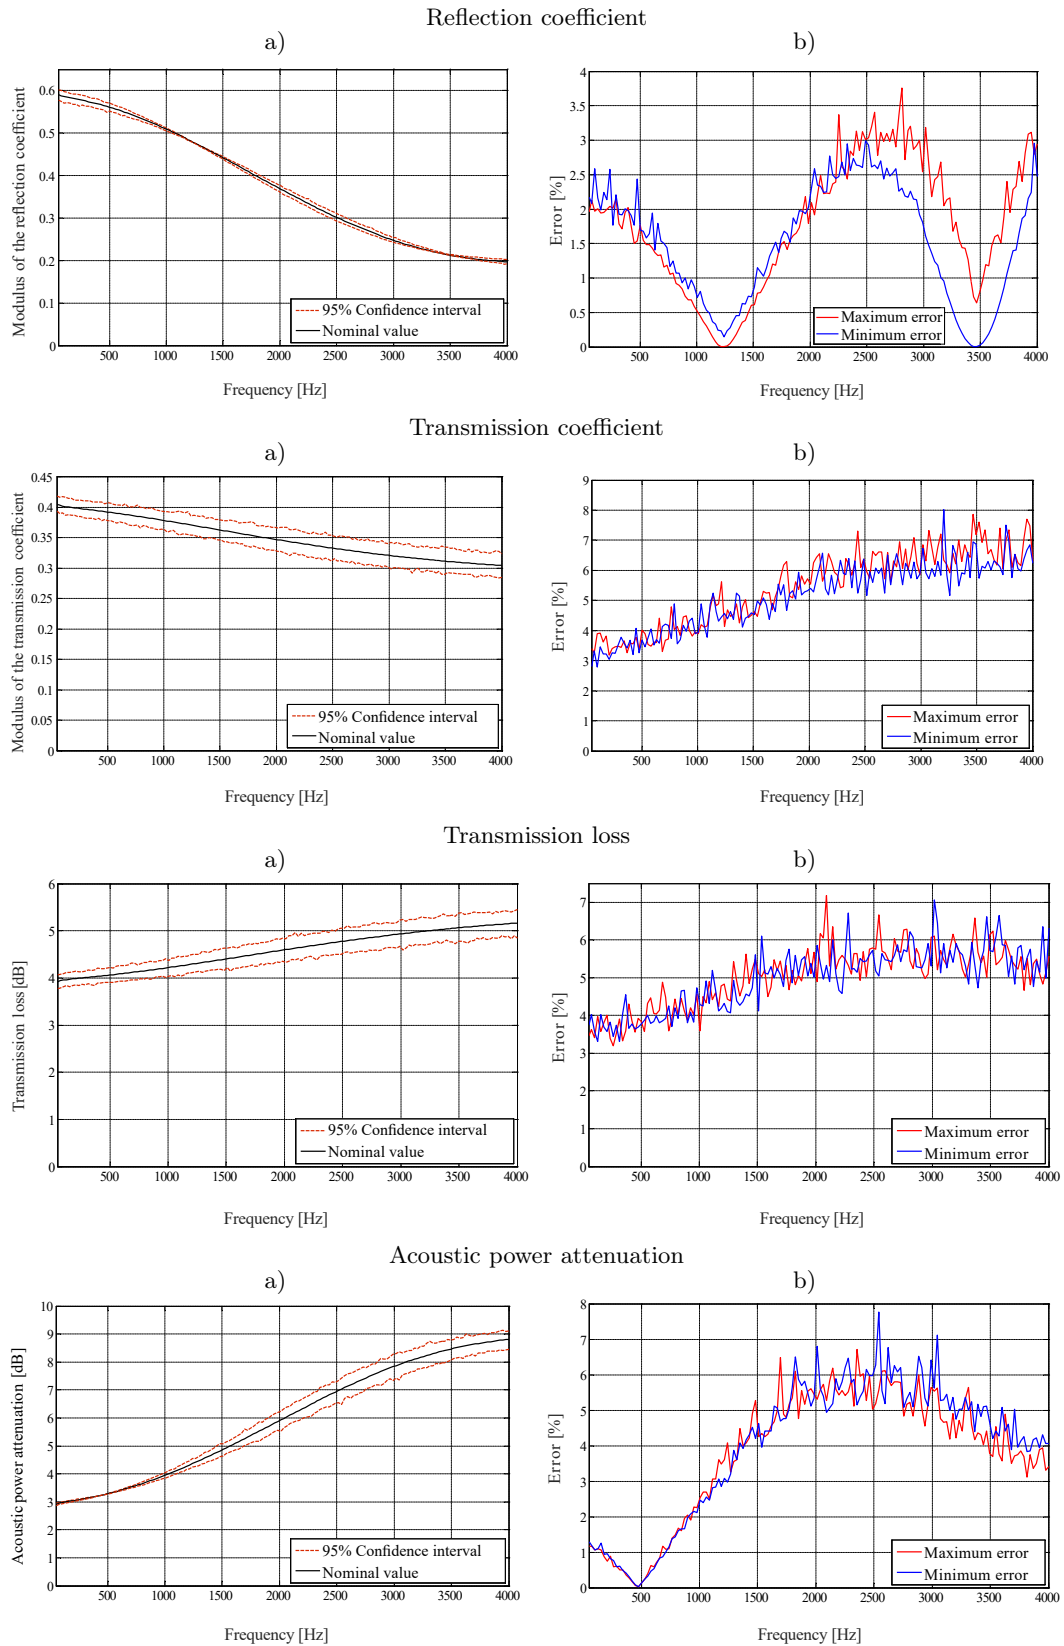 Reflection coefficient
a)
b)
Modulus of the reflection coefficient
0.6
0.5
0.4
0.3
0.2
0.1
0
500 1000 1500 2000 2500 3000 3500 4000
95% Confidence interval
Nominal value
Frequency [Hz]
Error [%]
4
3.5
3
2.5
2
1.5
1
0.5
0
500 1000 1500 2000 2500 3000 3500 4000
Maximum error
Minimum error
Frequency [Hz]
Transmission coefficient
a)
b)
Modulus of the transmission coefficient
0.45
0.4
0.35
0.3
0.25
0.2
0.15
0.1
0.05
0
500 1000 1500 2000 2500 3000 3500 4000
95% Confidence interval
Nominal value
Frequency [Hz]
Error [%]
9
8
7
6
5
4
3
2
1
0
500 1000 1500 2000 2500 3000 3500 4000
Maximum error
Minimum error
Frequency [Hz]
Transmission loss
a)
b)
Transmission loss [dB]
6
5
4
3
2
1
0
500 1000 1500 2000 2500 3000 3500 4000
95% Confidence interval
Nominal value
Frequency [Hz]
Error [%]
7
6
5
4
3
2
1
0
500 1000 1500 2000 2500 3000 3500 4000
Maximum error
Minimum error
Frequency [Hz]
Acoustic power attenuation
a)
b)
Acoustic power attenuation [dB]
10
9
8
7
6
5
4
3
2
1
0
500 1000 1500 2000 2500 3000 3500 4000
95% Confidence interval
Nominal value
Frequency [Hz]
Error [%]
8
7
6
5
4
3
2
1
0
500 1000 1500 2000 2500 3000 3500 4000
Maximum error
Minimum error
Frequency [Hz]